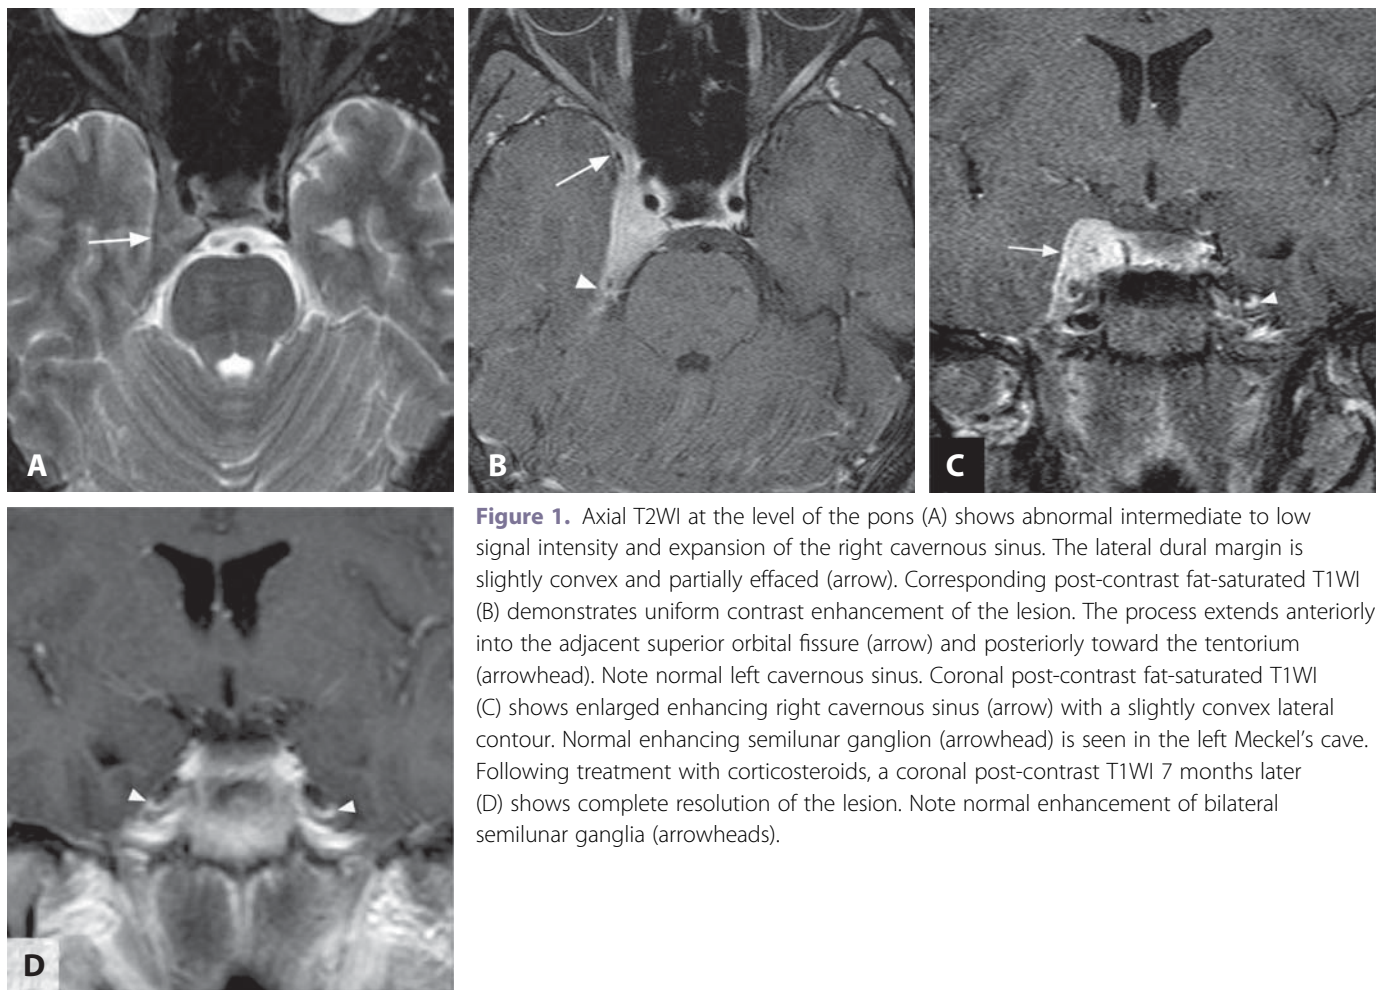 A
B
C
D
Figure 1. Axial T2WI at the level of the pons (A) shows abnormal intermediate to low
signal intensity and expansion of the right cavernous sinus. The lateral dural margin is
slightly convex and partially effaced (arrow). Corresponding post-contrast fat-saturated T1WI
(B) demonstrates uniform contrast enhancement of the lesion. The process extends anteriorly
into the adjacent superior orbital fissure (arrow) and posteriorly toward the tentorium
(arrowhead). Note normal left cavernous sinus. Coronal post-contrast fat-saturated T1WI
(C) shows enlarged enhancing right cavernous sinus (arrow) with a slightly convex lateral
contour. Normal enhancing semilunar ganglion (arrowhead) is seen in the left Meckel’s cave.
Following treatment with corticosteroids, a coronal post-contrast T1WI 7 months later
(D) shows complete resolution of the lesion. Note normal enhancement of bilateral
semilunar ganglia (arrowheads).